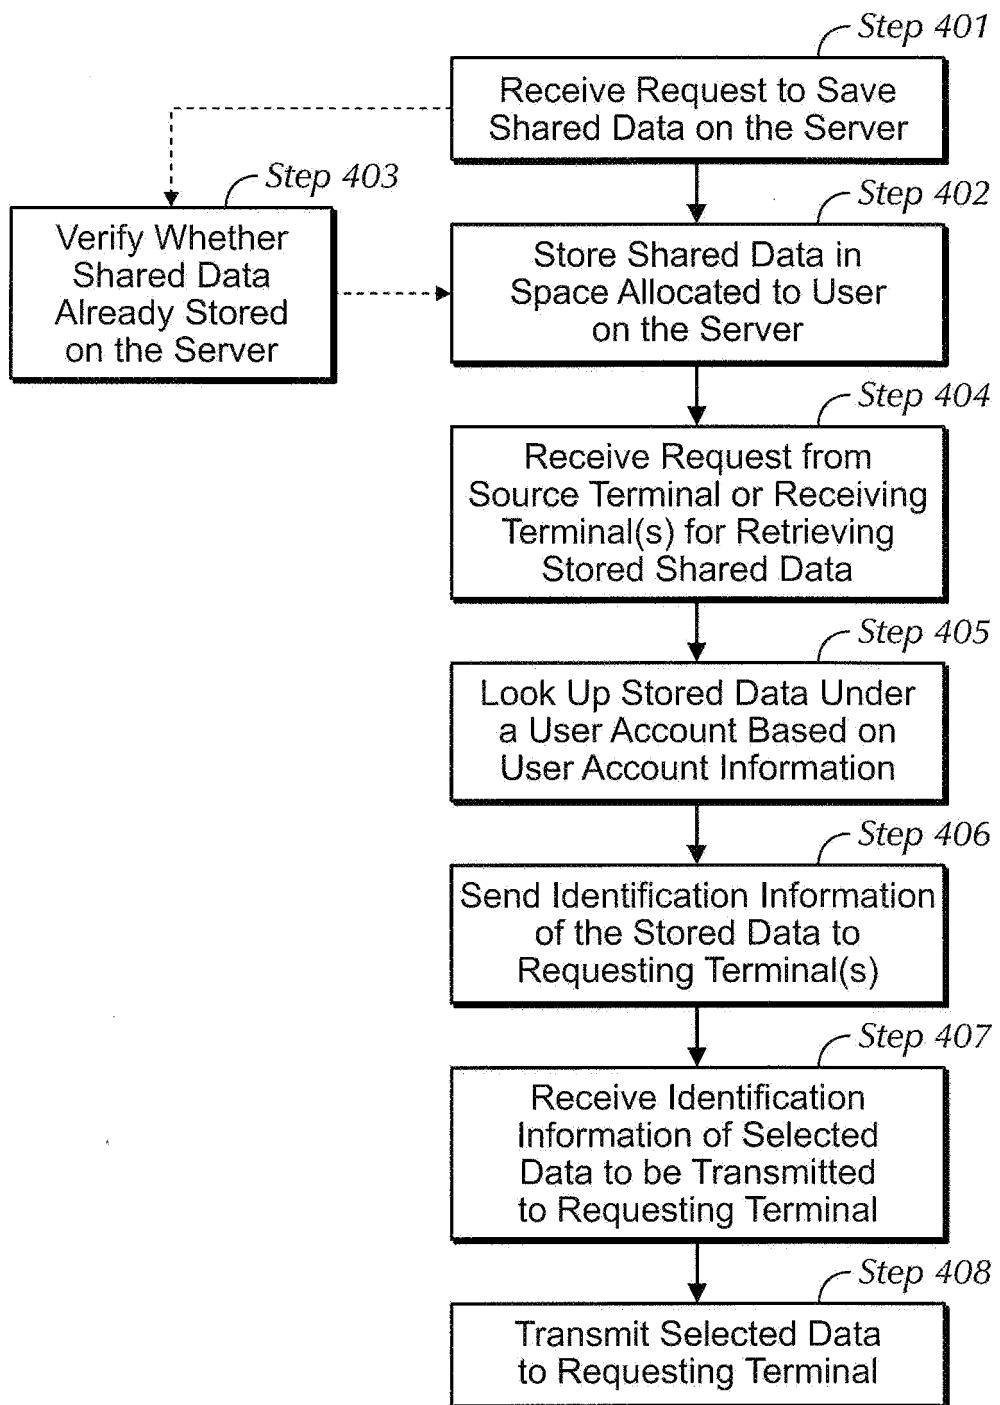 Step 401
Receive Request to Save
Shared Data on the Server
Step 403
Verify Whether
Shared Data
Already Stored
on the Server
Step 402
Store Shared Data in
Space Allocated to User
on the Server
Step 404
Receive Request from
Source Terminal or Receiving
Terminal(s) for Retrieving
Stored Shared Data
Step 405
Look Up Stored Data Under
a User Account Based on
User Account Information
Step 406
Send Identification Information
of the Stored Data to
Requesting Terminal(s)
Step 407
Receive Identification
Information of Selected
Data to be Transmitted
to Requesting Terminal
Step 408
Transmit Selected Data
to Requesting Terminal